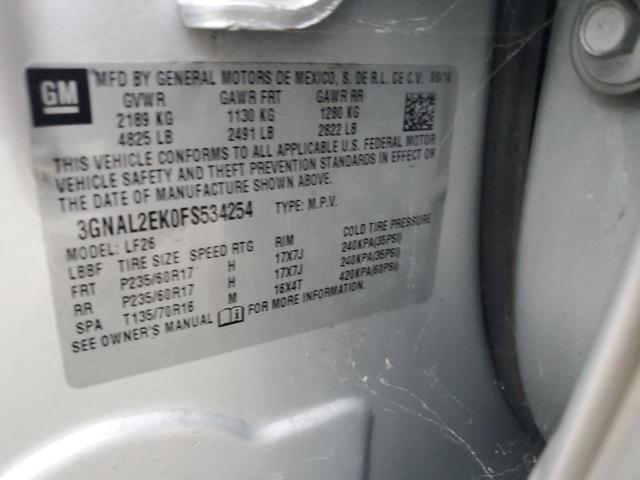 GM
MFD BY GENERAL MOTORS DE MEXICO, S. DE R.L. DE C.V. 08/14
GVWR GAWR FRT GAWR RR
2189 KG 1130 KG 1280 KG
4825 LB 2491 LB 2822 LB
THIS VEHICLE CONFORMS TO ALL APPLICABLE U.S. FEDERAL MOTOR
VEHICLE SAFETY AND THEFT PREVENTION STANDARDS IN EFFECT ON
THE DATE OF MANUFACTURE SHOWN ABOVE.
3GNAL2EK0FS534254 TYPE: M.P.V.
MODEL: LF26
LBBF TIRE SIZE SPEED RTG RIM COLD TIRE PRESSURE
FRT P235/60R17 H 17X7J 240KPA(35PSI)
RR P235/60R17 H 17X7J 240KPA(35PSI)
SPA T135/70R16 M 16X4T 420KPA(60PSI)
SEE OWNER'S MANUAL FOR MORE INFORMATION.